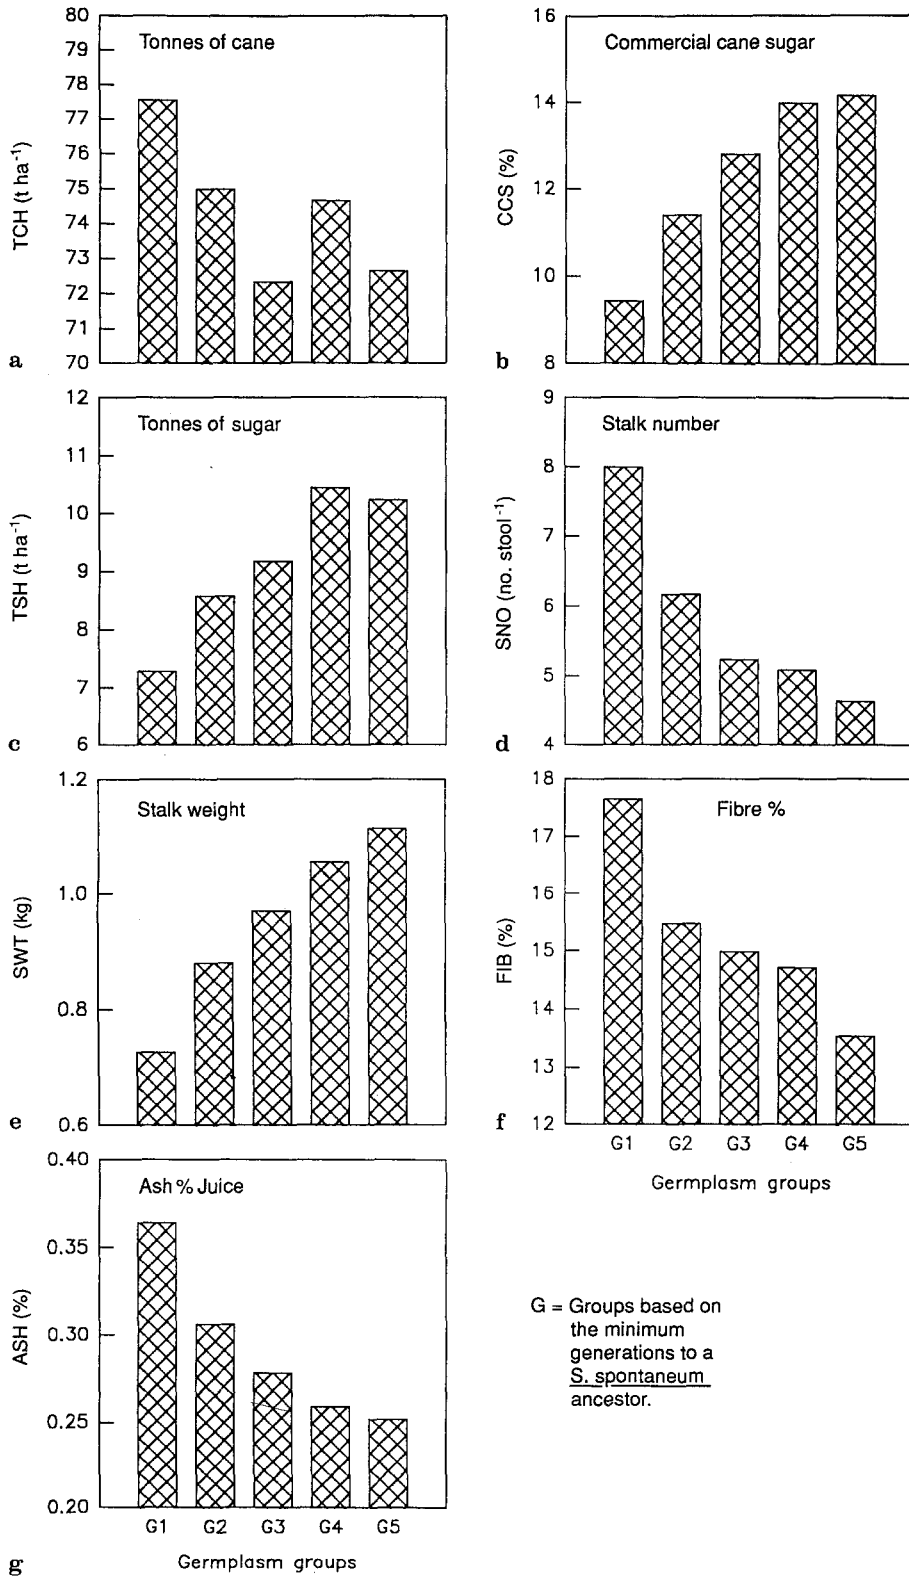 Tonnes of cane
80
79
78
77
76
75
74
73
72
71
70
TCH (t ha⁻¹)
a
Commercial cane sugar
16
14
12
10
8
CCS (%)
b
Tonnes of sugar
12
11
10
9
8
7
6
TSH (t ha⁻¹)
c
Stalk number
9
8
7
6
5
4
SNO (no. stool⁻¹)
d
Stalk weight
1.2
1.0
0.8
0.6
SWT (kg)
e
Fibre %
18
17
16
15
14
13
12
FIB (%)
f
G1 G2 G3 G4 G5
Germplasm groups
Ash % Juice
0.40
0.35
0.30
0.25
0.20
ASH (%)
G1 G2 G3 G4 G5
Germplasm groups
g
G = Groups based on
the minimum
generations to a
S. spontaneum
ancestor.